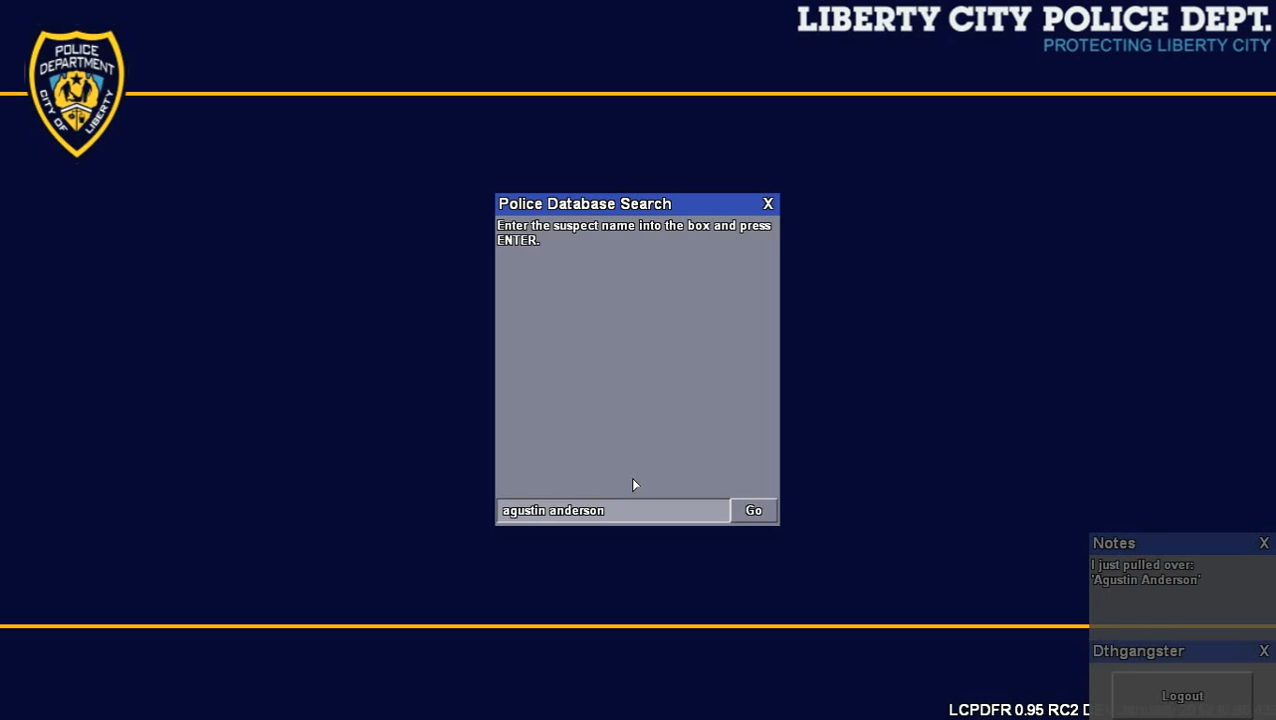 LIBERTY CITY POLICE DEPT.
PROTECTING LIBERTY CITY
POLICE
DEPARTMENT
CITY OF LIBERTY
Police Database Search X
Enter the suspect name into the box and press
ENTER.
agustin anderson Go
Notes X
I just pulled over:
'Agustin Anderson'
Dthgangster X
Logout
LCPDFR 0.95 RC2